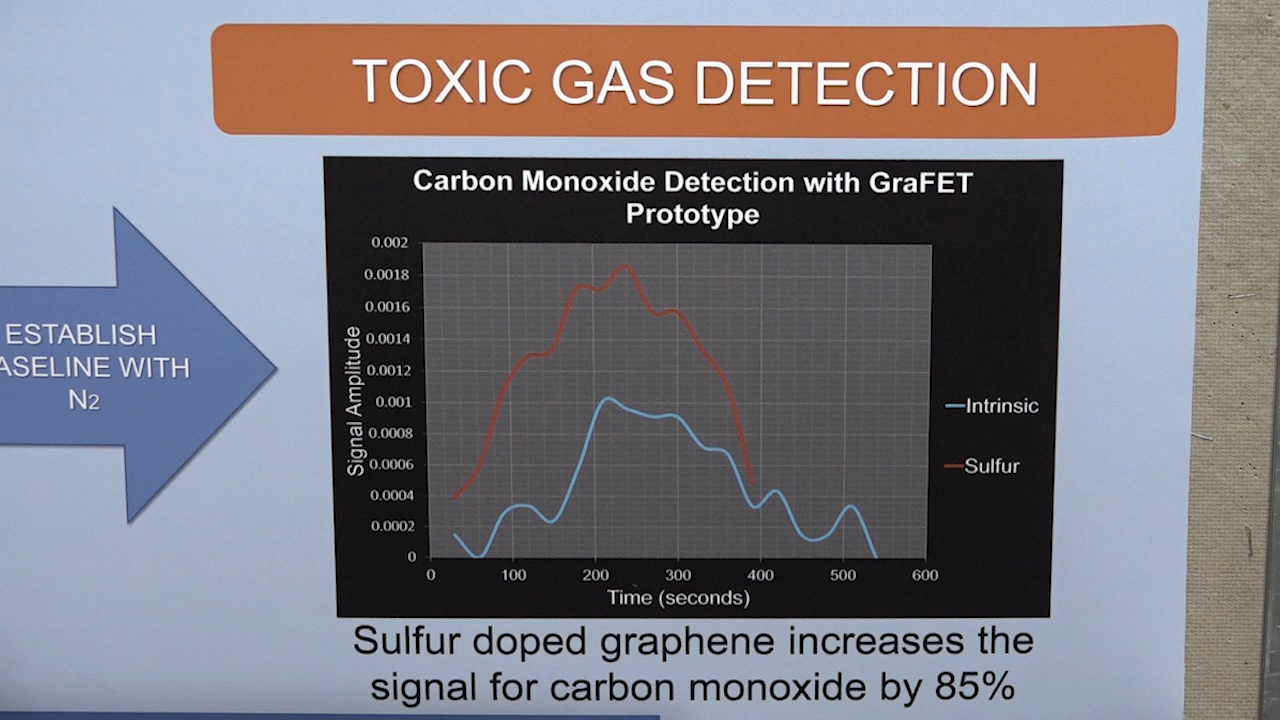 TOXIC GAS DETECTION
ESTABLISH
ASELINE WITH
N2
Carbon Monoxide Detection with GraFET
Prototype
Signal Amplitude
0.002
0.0018
0.0016
0.0014
0.0012
0.001
0.0008
0.0006
0.0004
0.0002
0
0 100 200 300 400 500 600
Time (seconds)
Intrinsic
Sulfur
Sulfur doped graphene increases the
signal for carbon monoxide by 85%